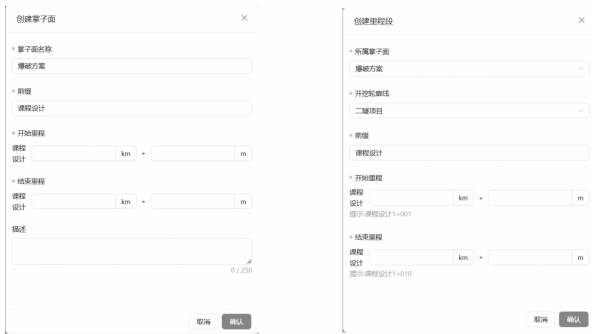 创建掌子面
掌子面名称
爆破方案
前缀
课程设计
开始里程
课程
设计
km + m
结束里程
课程
设计
km + m
描述
0 / 250
取消 确认
创建里程段
所属掌子面
爆破方案
开挖轮廓线
二隧项目
前缀
课程设计
开始里程
课程
设计
km + m
提示:课程设计1+001
结束里程
课程
设计
km + m
提示:课程设计1+010
取消 确认